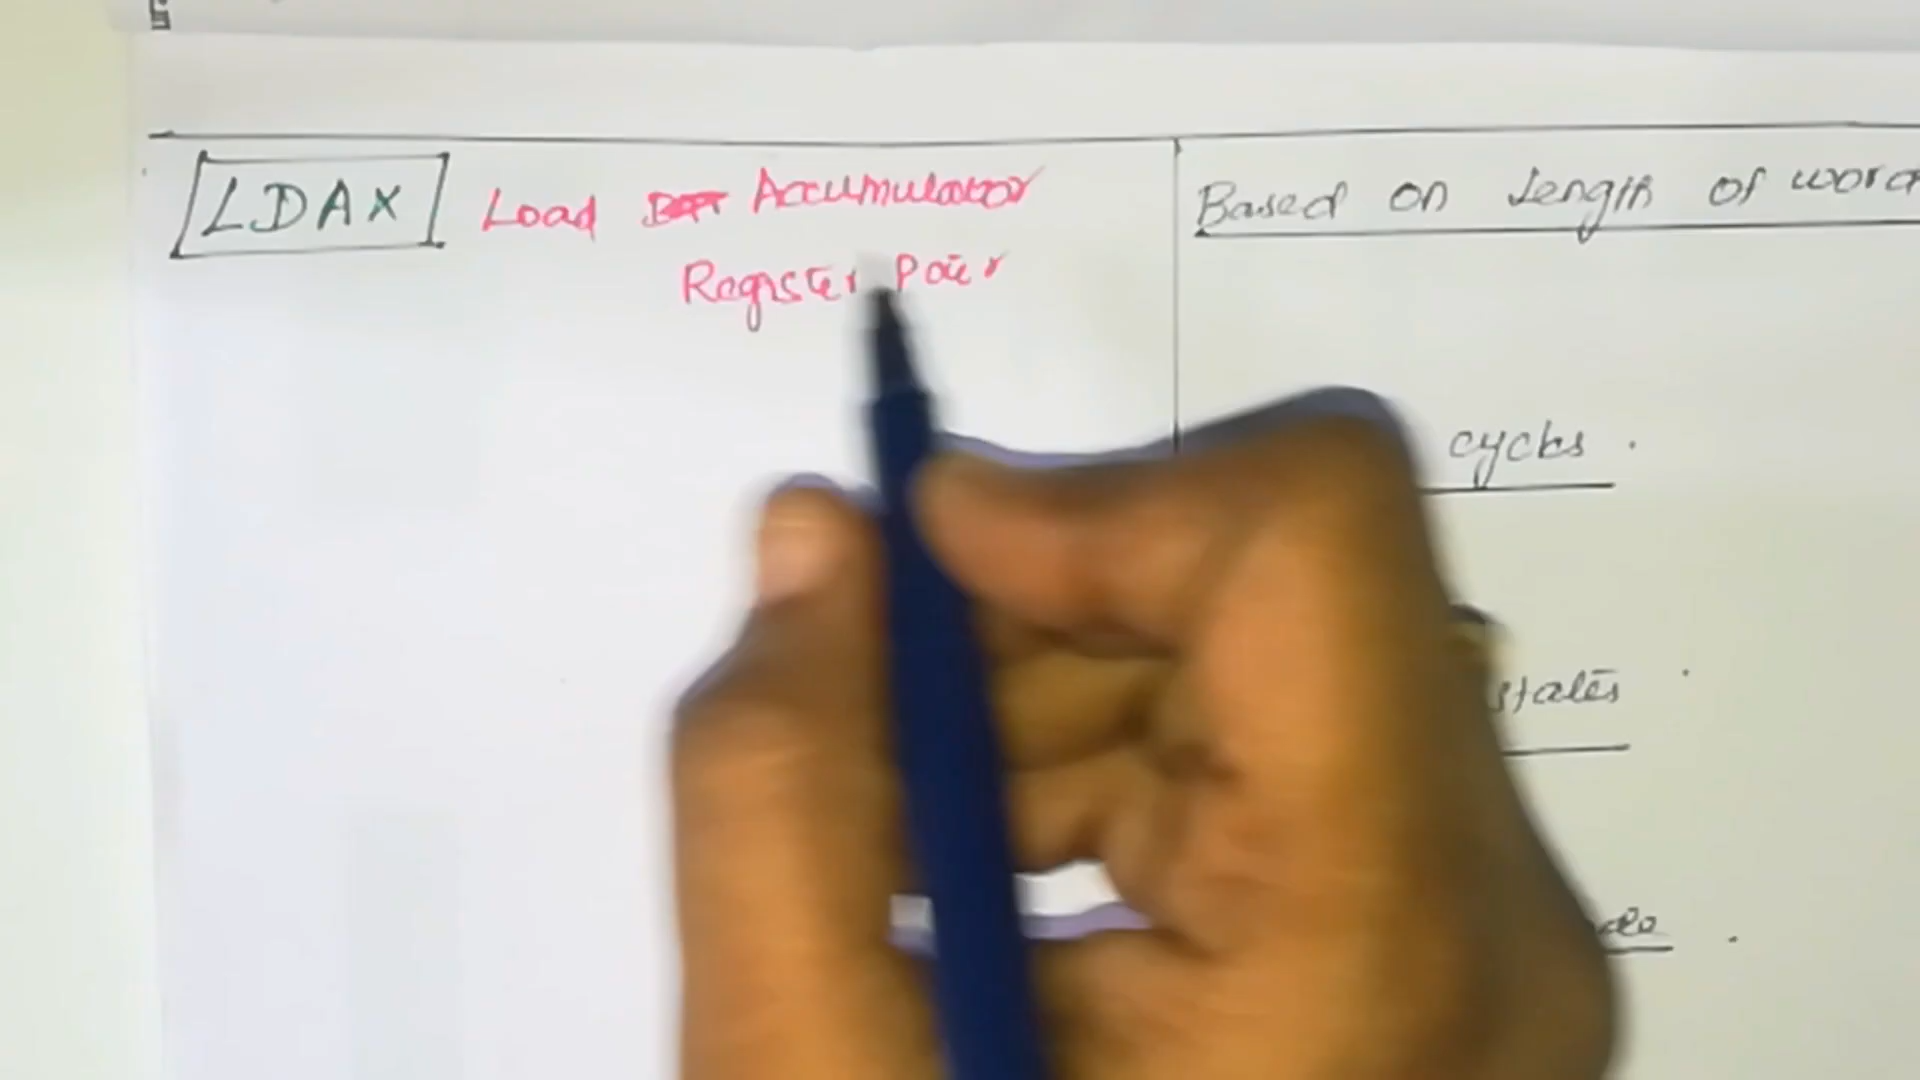 LDAX Load Accumulator
Register Pair
Based on length of word
cycles .
states .